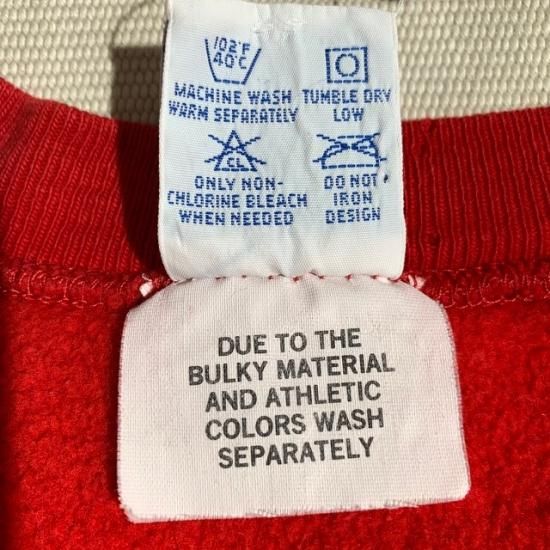 102°F
40°C
MACHINE WASH
WARM SEPARATELY
TUMBLE DRY
LOW
CL
ONLY NON-
CHLORINE BLEACH
WHEN NEEDED
DO NOT
IRON
DESIGN
DUE TO THE
BULKY MATERIAL
AND ATHLETIC
COLORS WASH
SEPARATELY